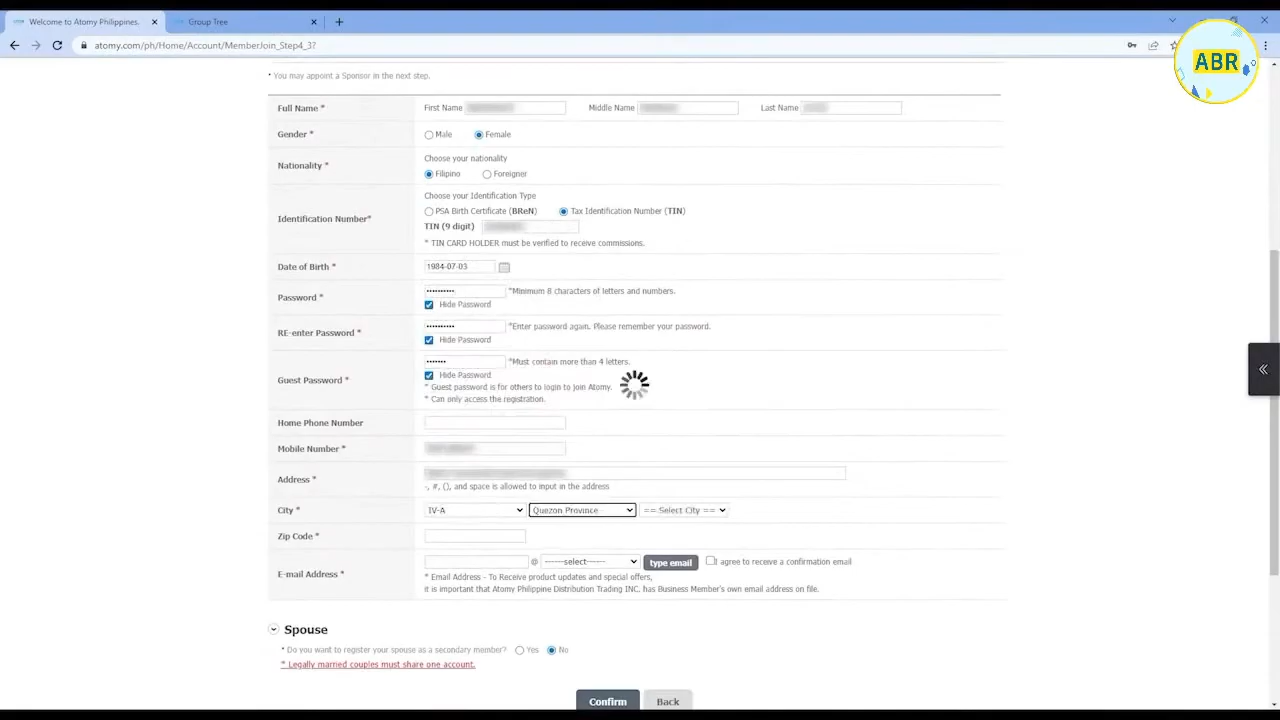 Welcome to Atomy Philippines.
Group Tree
atomy.com/ph/Home/Account/MemberJoin_Step4_3?
ABR
• You may appoint a Sponsor in the next step.
Full Name * First Name Middle Name Last Name
Gender * Male Female
Choose your nationality
Nationality *
Filipino Foreigner
Choose your Identification Type
PSA Birth Certificate (BReN) Tax Identification Number (TIN)
Identification Number*
TIN (9 digit)
* TIN CARD HOLDER must be verified to receive commissions.
Date of Birth * 1984-07-03
Password * •••••••••• *Minimum 8 characters of letters and numbers.
Hide Password
RE-enter Password * •••••••••• *Enter password again. Please remember your password.
Hide Password
Guest Password * ••••••• *Must contain more than 4 letters.
Hide Password
* Guest password is for others to login to join Atomy.
* Can only access the registration.
Home Phone Number
Mobile Number *
Address *
-, #, (), and space is allowed to input in the address
City * IV-A Quezon Province == Select City ==
Zip Code *
E-mail Address * @ ------select------ type email I agree to receive a confirmation email
* Email Address - To Receive product updates and special offers,
it is important that Atomy Philippine Distribution Trading INC, has Business Member's own email address on file.
Spouse
* Do you want to register your spouse as a secondary member? Yes No
* Legally married couples must share one account.
Confirm Back